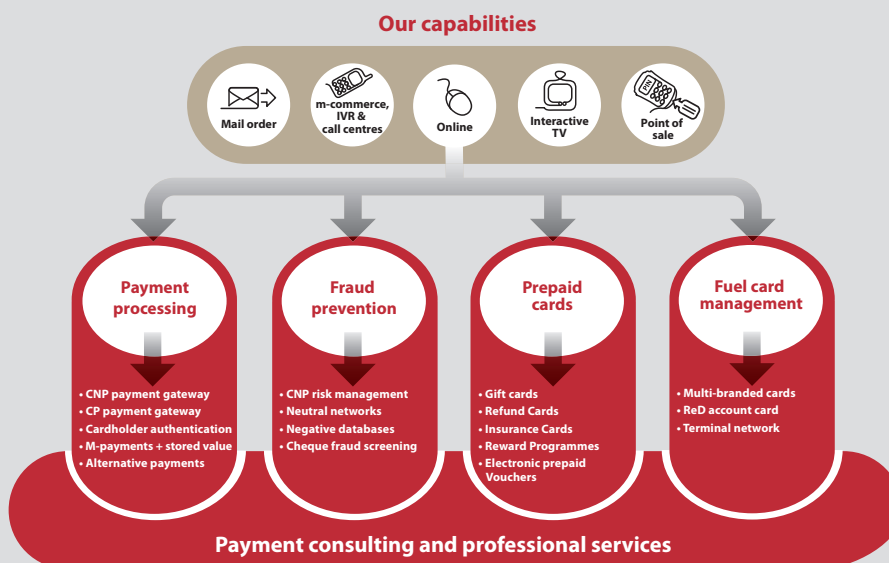 Our capabilities
Mail order
m-commerce,
IVR &
call centres
Online
Interactive
TV
PIN
Point of
sale
Payment
processing
• CNP payment gateway
• CP payment gateway
• Cardholder authentication
• M-payments + stored value
• Alternative payments
Fraud
prevention
• CNP risk management
• Neutral networks
• Negative databases
• Cheque fraud screening
Prepaid
cards
• Gift cards
• Refund Cards
• Insurance Cards
• Reward Programmes
• Electronic prepaid
Vouchers
Fuel card
management
• Multi-branded cards
• ReD account card
• Terminal network
Payment consulting and professional services